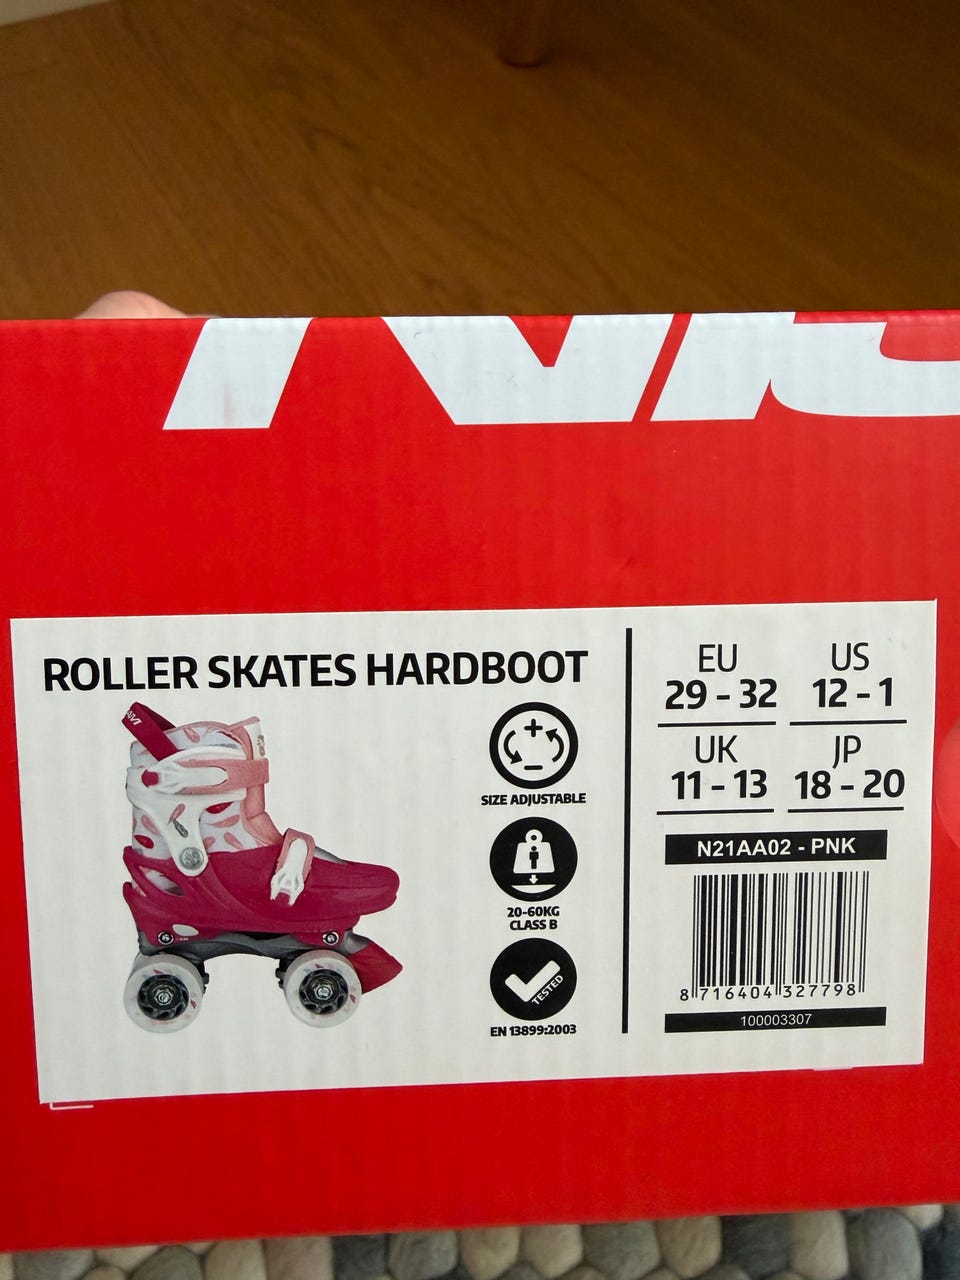 ROLLER SKATES HARDBOOT
SIZE ADJUSTABLE
20-60KG
CLASS B
TESTED
EN 13899:2003
EU
29 - 32
US
12 - 1
UK
11 - 13
JP
18 - 20
N21AA02 - PNK
8 716404 327798
100003307